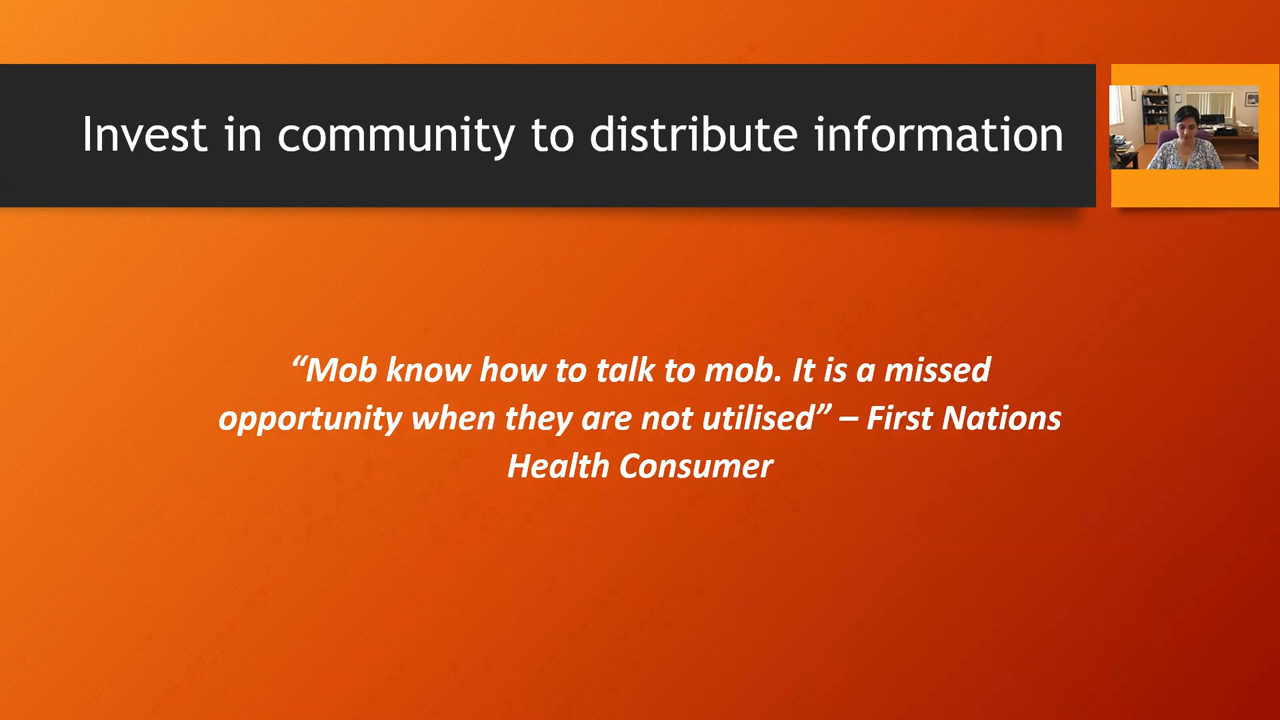 Invest in community to distribute information
“Mob know how to talk to mob. It is a missed
opportunity when they are not utilised” – First Nations
Health Consumer